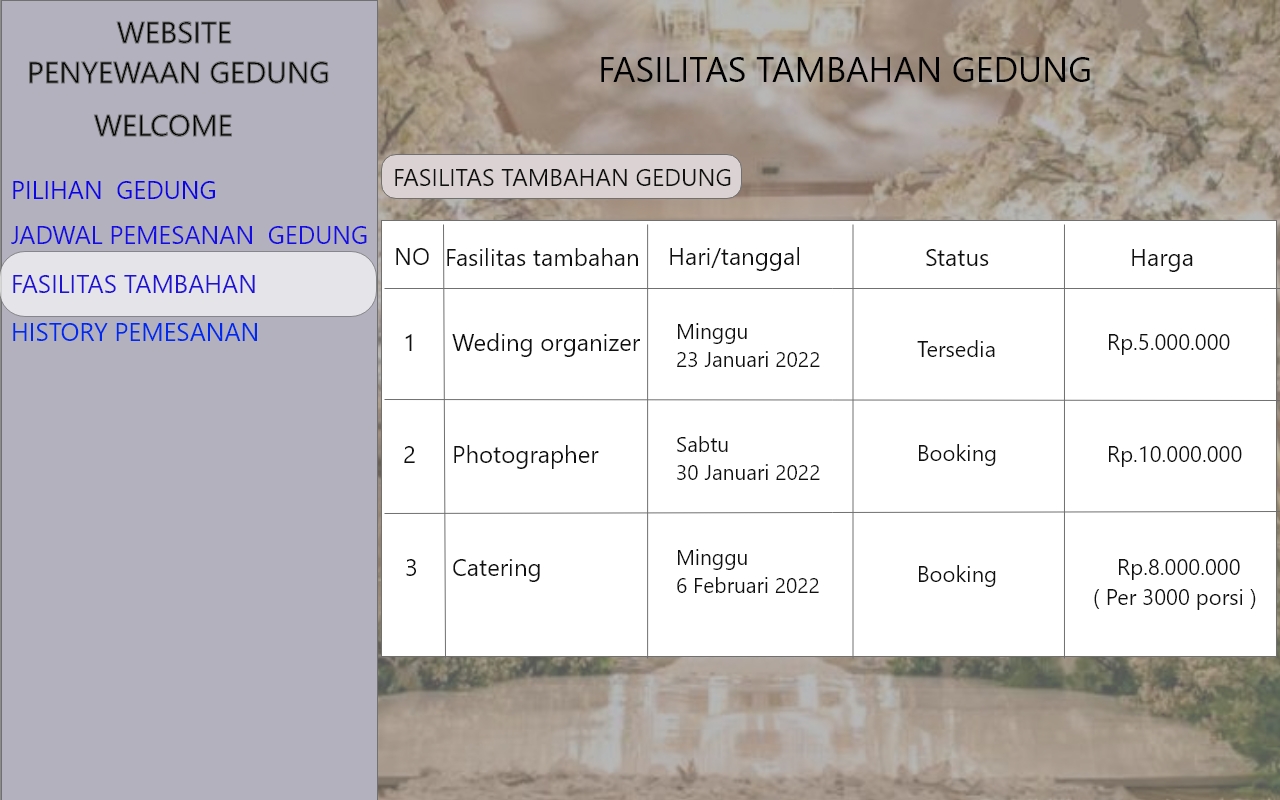 WEBSITE
PENYEWAAN GEDUNG
WELCOME
PILIHAN GEDUNG
JADWAL PEMESANAN GEDUNG
FASILITAS TAMBAHAN
HISTORY PEMESANAN
FASILITAS TAMBAHAN GEDUNG
FASILITAS TAMBAHAN GEDUNG
NO Fasilitas tambahan Hari/tanggal Status Harga
1 Weding organizer Minggu
23 Januari 2022 Tersedia Rp.5.000.000
2 Photographer Sabtu
30 Januari 2022 Booking Rp.10.000.000
3 Catering Minggu
6 Februari 2022 Booking Rp.8.000.000
( Per 3000 porsi )